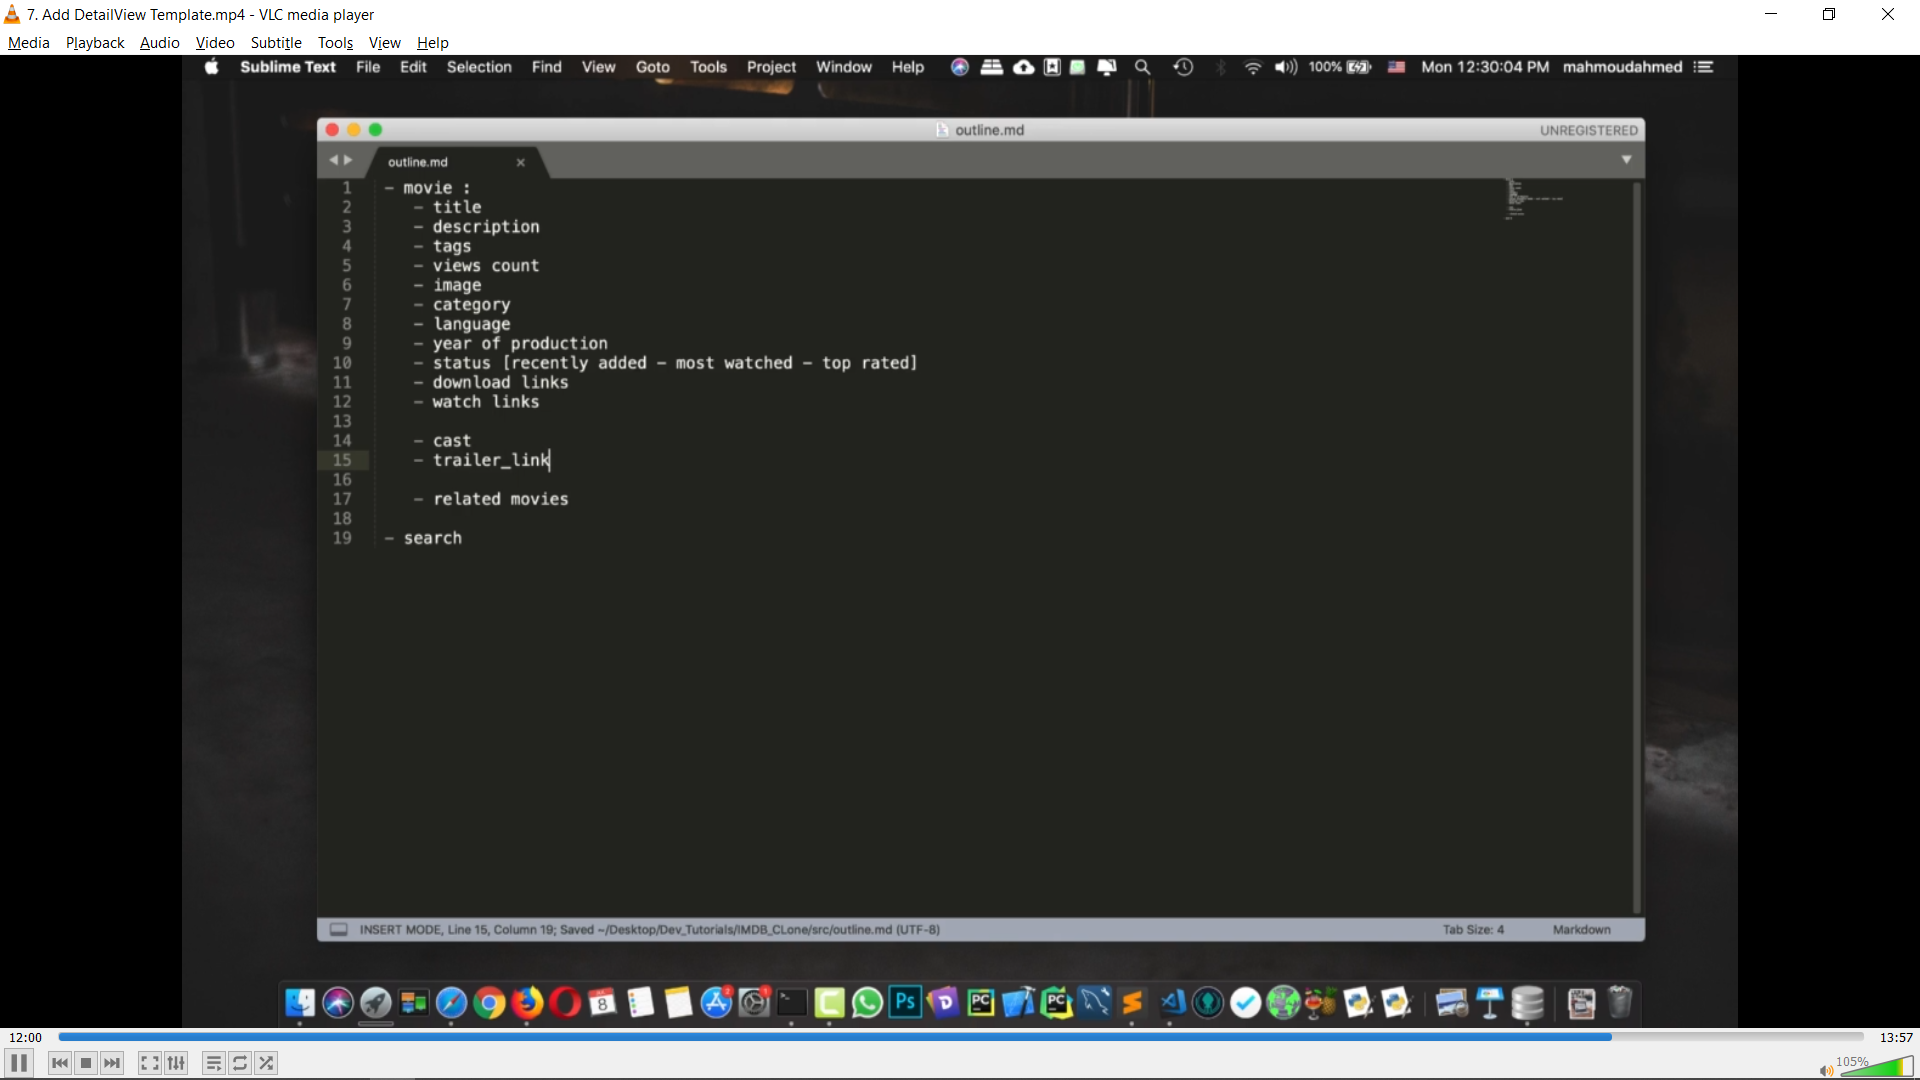 7. Add DetailView Template.mp4 - VLC media player
Media Playback Audio Video Subtitle Tools View Help
Sublime Text File Edit Selection Find View Goto Tools Project Window Help 100% Mon 12:30:04 PM mahmoudahmed
outline.md UNREGISTERED
outline.md
1 - movie :
2 - title
3 - description
4 - tags
5 - views count
6 - image
7 - category
8 - language
9 - year of production
10 - status [recently added - most watched - top rated]
11 - download links
12 - watch links
13
14 - cast
15 - trailer_link
16
17 - related movies
18
19 - search
INSERT MODE, Line 15, Column 19; Saved ~/Desktop/Dev_Tutorials/IMDB_CLone/src/outline.md (UTF-8) Tab Size: 4 Markdown
8 Ps D PC PC
12:00 13:57
105%